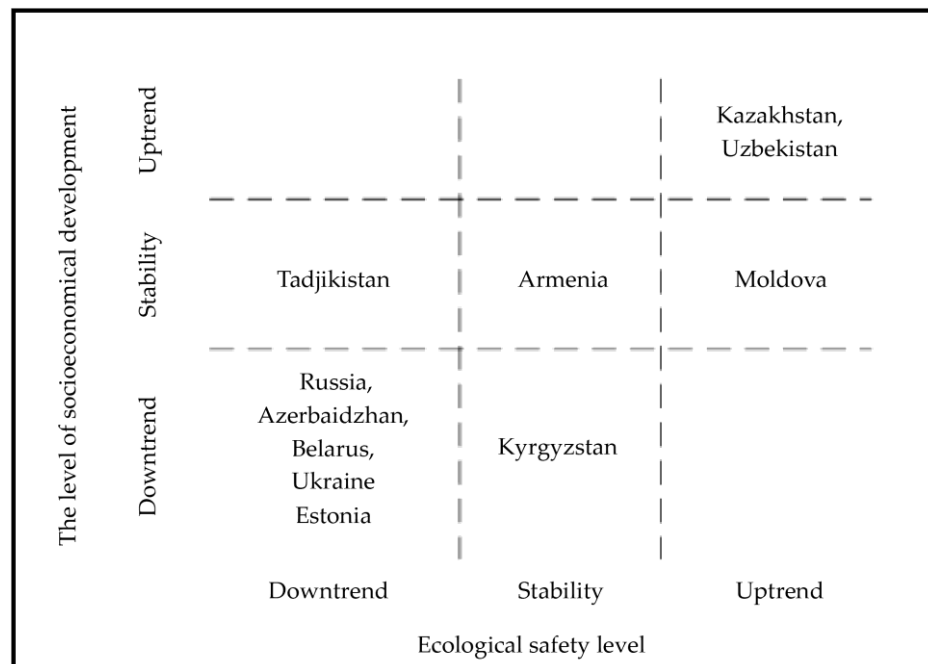 The level of socioeconomical development
Uptrend
Kazakhstan,
Uzbekistan
Stability
Tadjikistan
Armenia
Moldova
Downtrend
Russia,
Azerbaidzhan,
Belarus,
Ukraine
Estonia
Kyrgyzstan
Downtrend
Stability
Uptrend
Ecological safety level